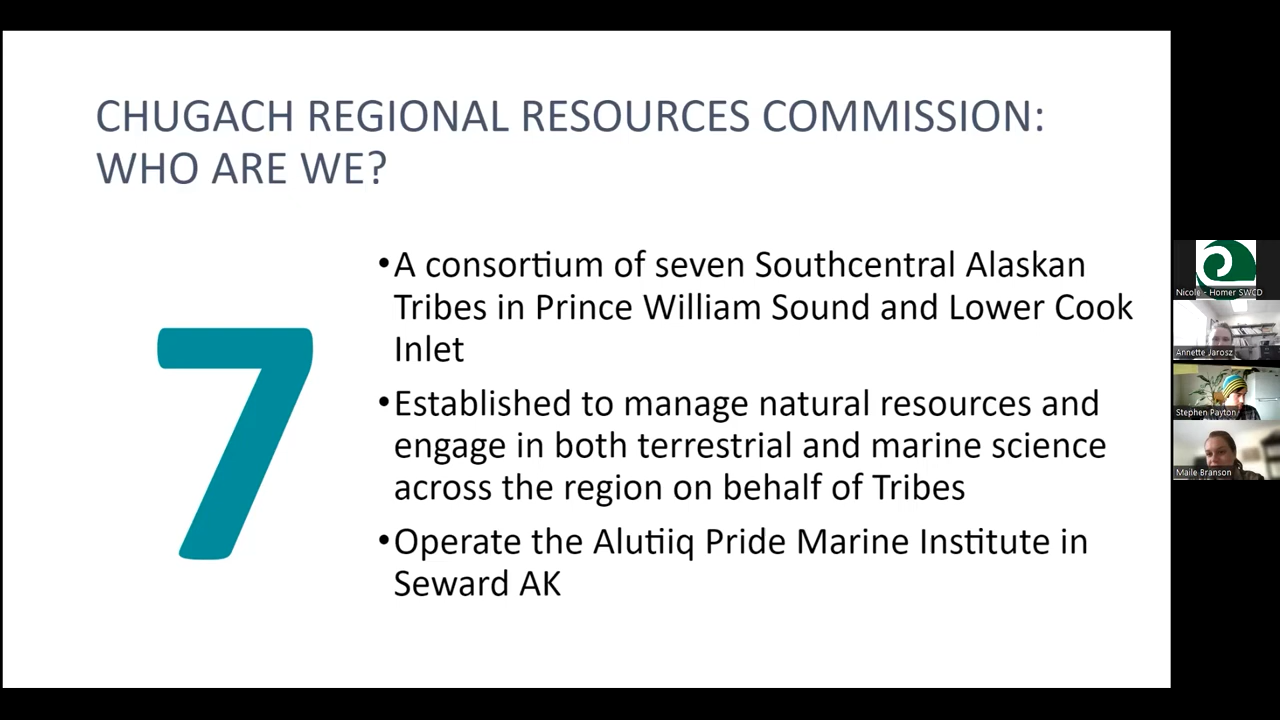 CHUGACH REGIONAL RESOURCES COMMISSION:
WHO ARE WE?
7
•A consortium of seven Southcentral Alaskan
Tribes in Prince William Sound and Lower Cook
Inlet
•Established to manage natural resources and
engage in both terrestrial and marine science
across the region on behalf of Tribes
•Operate the Alutiiq Pride Marine Institute in
Seward AK
Nicole - Homer SWCD
Annette Jarosz
Stephen Payton
Maile Branson